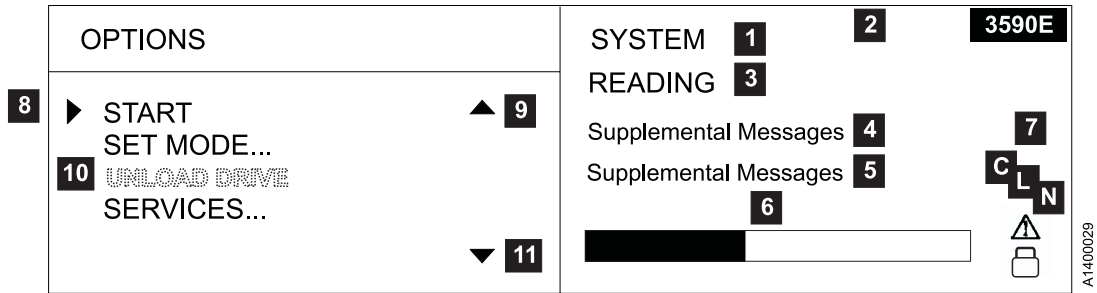 OPTIONS
8 START 9
SET MODE...
10 UNLOAD DRIVE
SERVICES...
11
SYSTEM 1 2 3590E
READING 3
Supplemental Messages 4 7
Supplemental Messages 5 C
L
N
6
A1400029